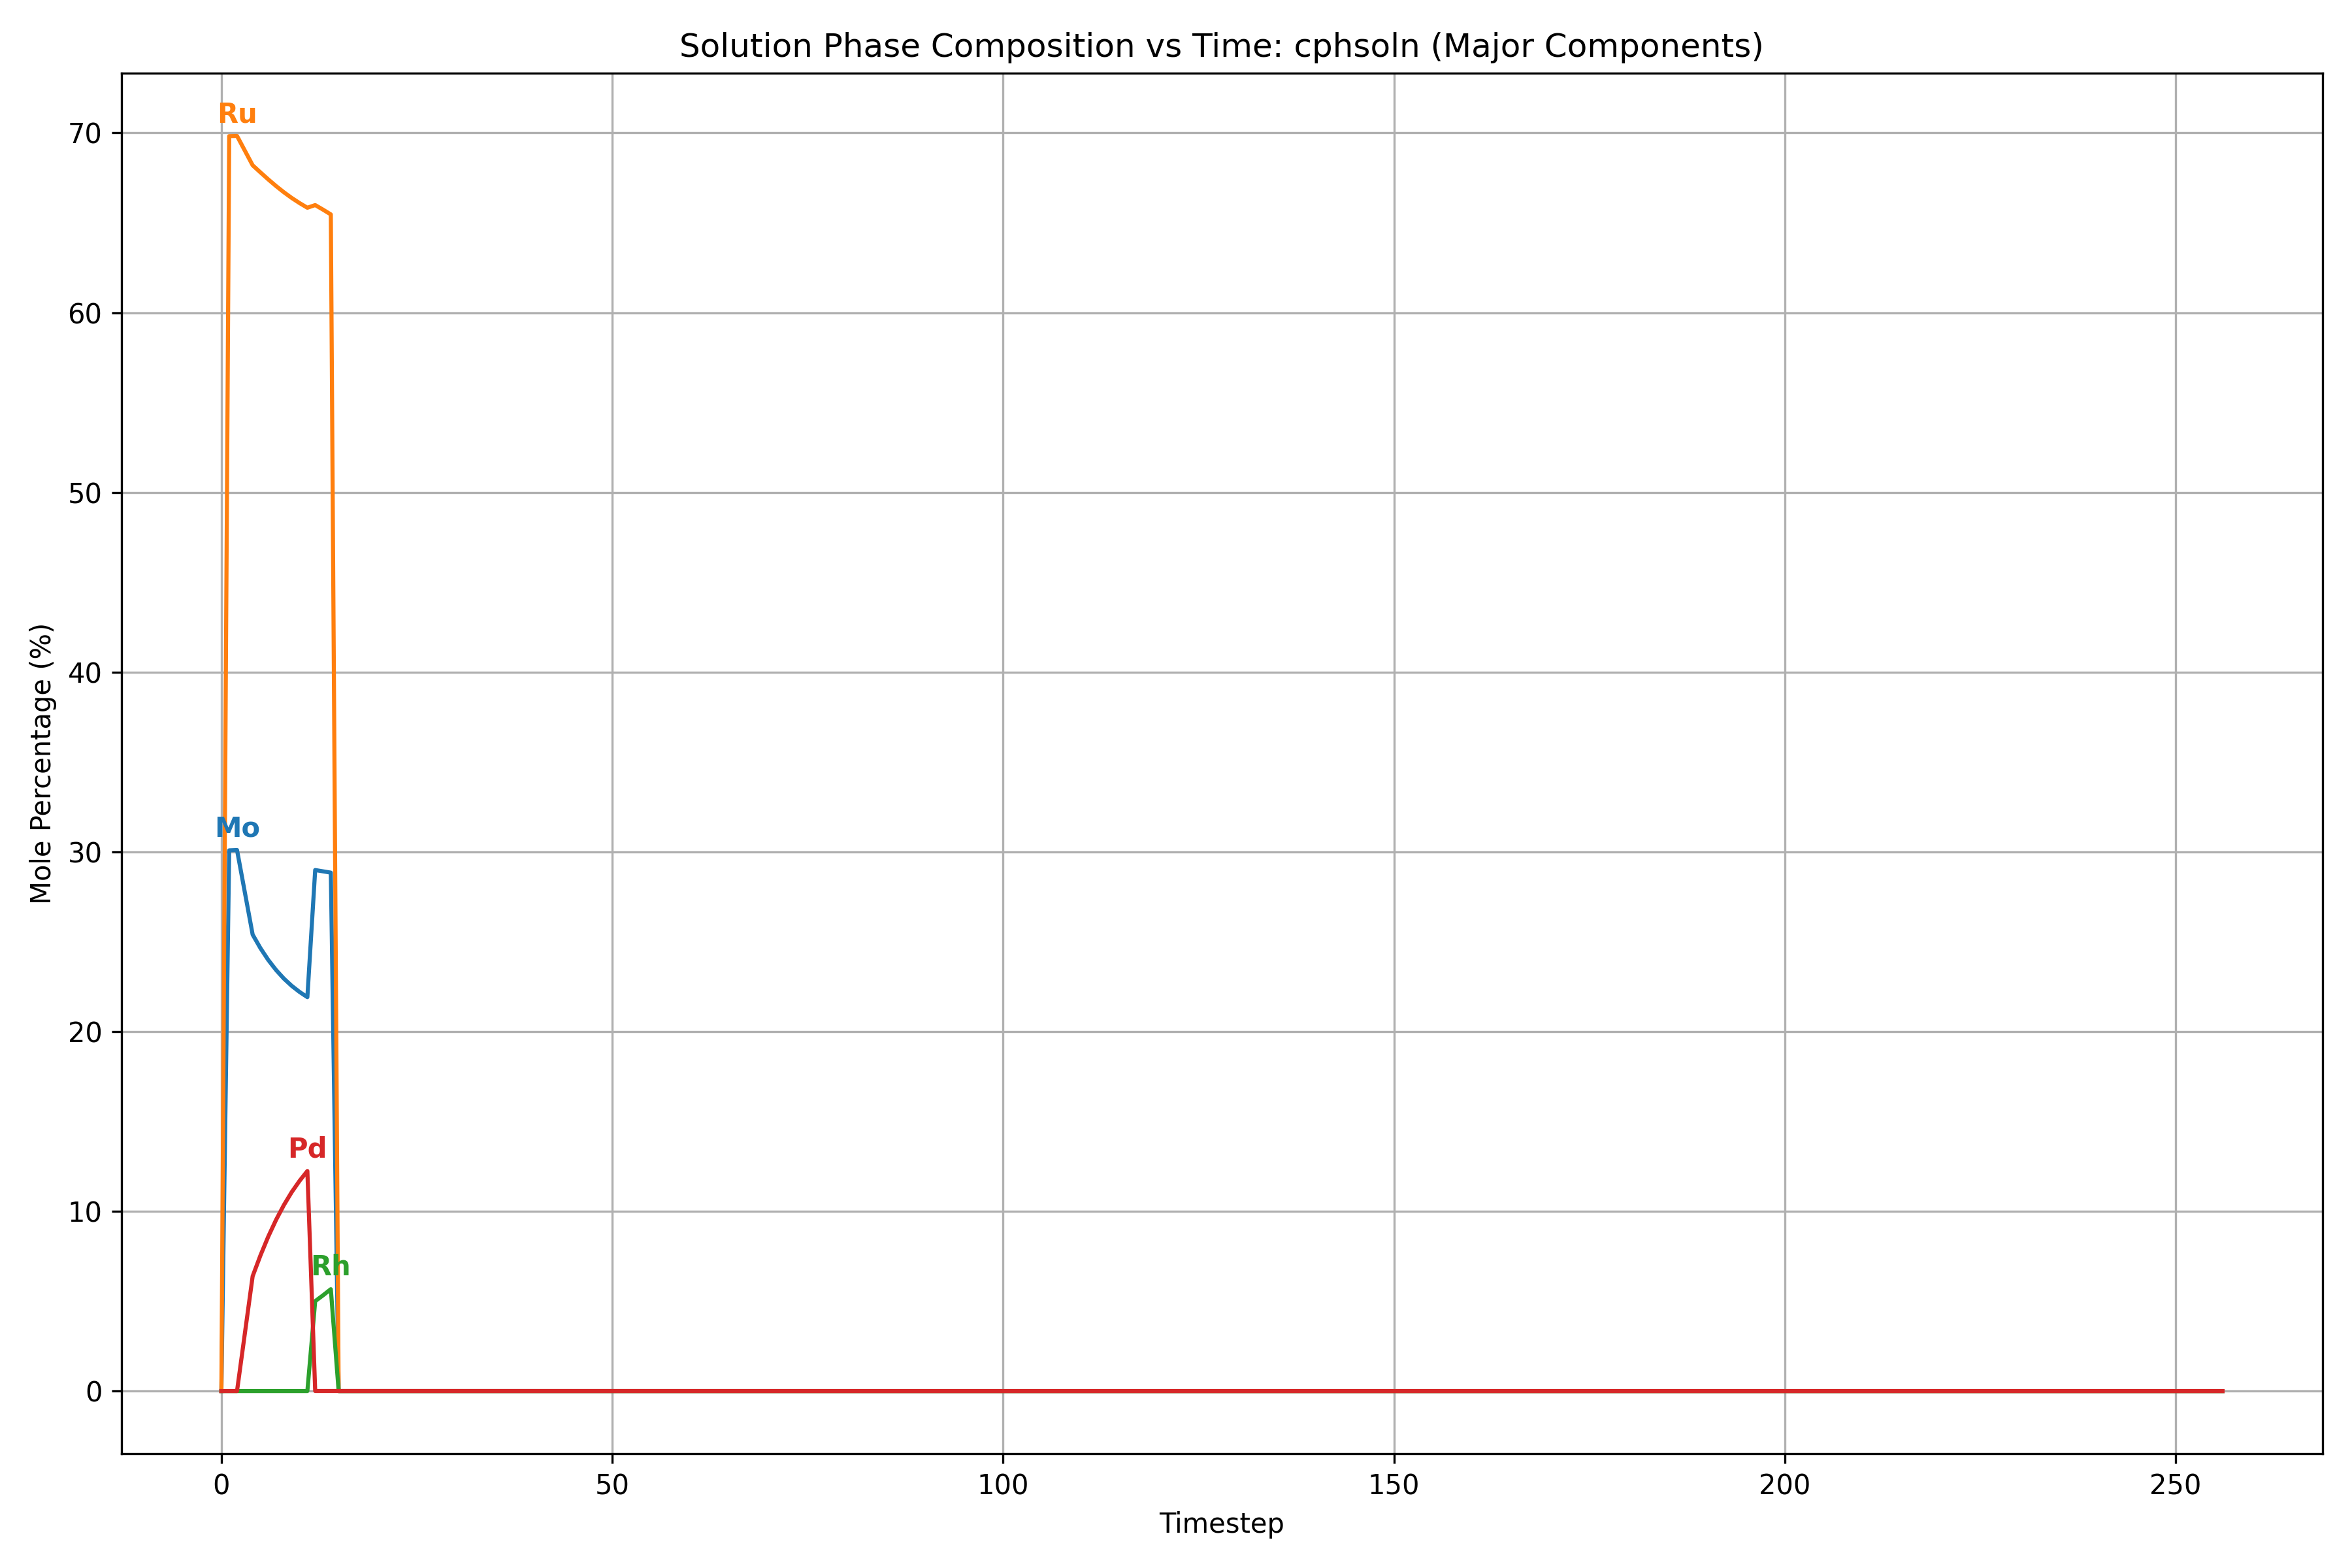 Solution Phase Composition vs Time: cphsoln (Major Components)
Ru
70
60
50
40
Mole Percentage (%)
Mo
30
20
Pd
10
Rh
0
0 50 100 150 200 250
Timestep